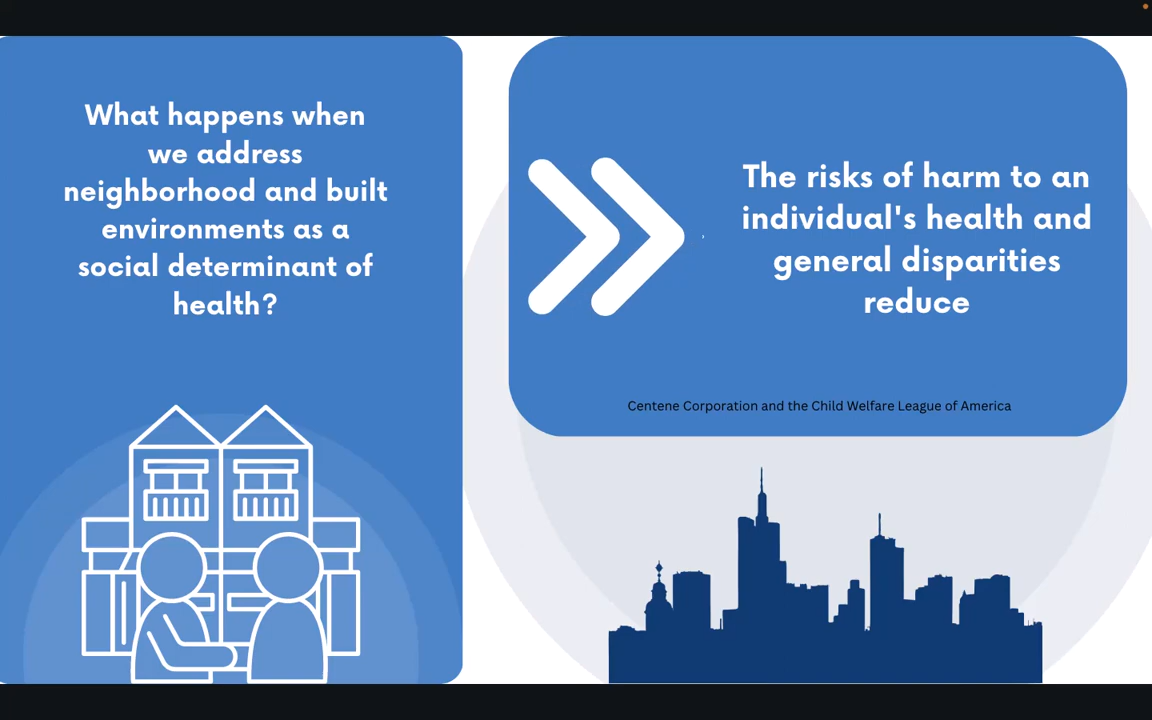 What happens when
we address
neighborhood and built
environments as a
social determinant of
health?
The risks of harm to an
individual's health and
general disparities
reduce
Centene Corporation and the Child Welfare League of America